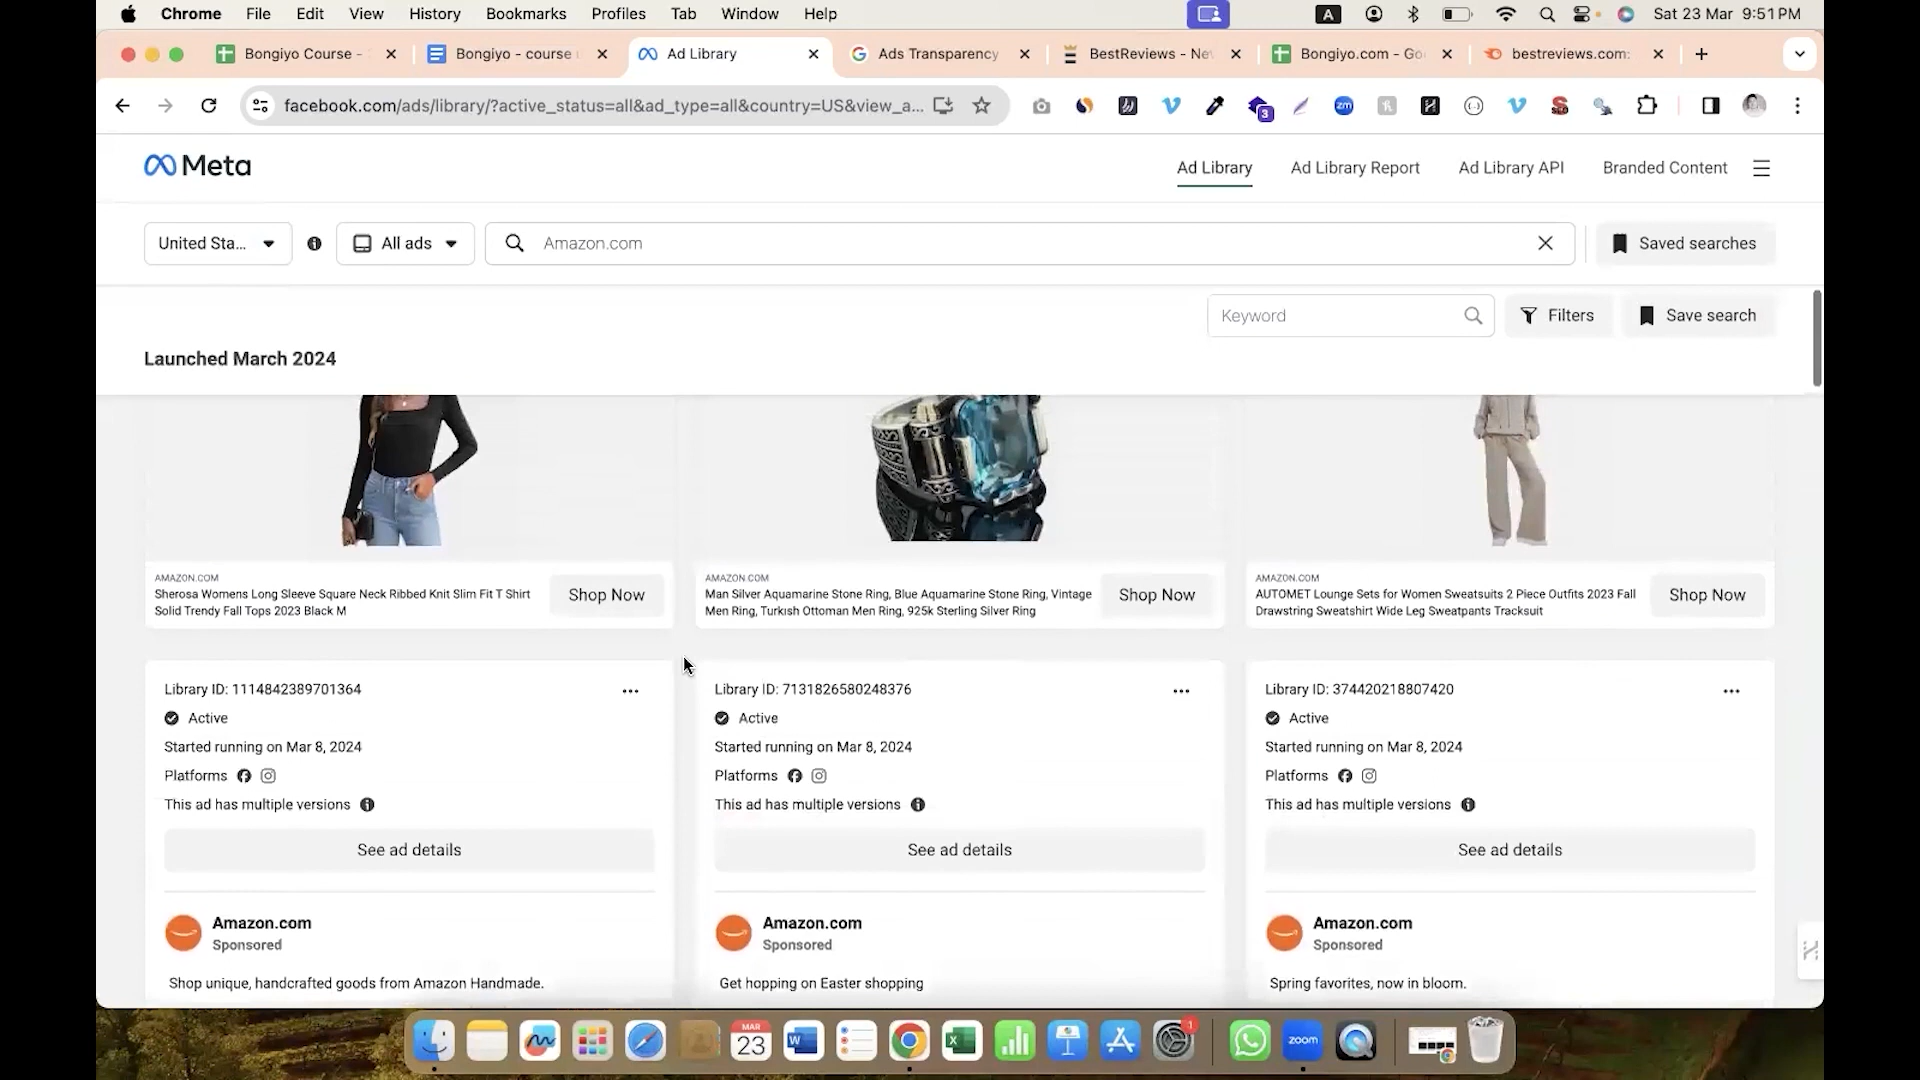 Chrome File Edit View History Bookmarks Profiles Tab Window Help A Sat 23 Mar 9:51 PM
Bongiyo Course - Bongiyo - course Ad Library Ads Transparency BestReviews - Ne Bongiyo.com - Go bestreviews.com:
facebook.com/ads/library/?active_status=all&ad_type=all&country=US&view_a... 3 zm
Meta Ad Library Ad Library Report Ad Library API Branded Content
United Sta... All ads Amazon.com Saved searches
Keyword Filters Save search
Launched March 2024
AMAZON.COM
Sherosa Womens Long Sleeve Square Neck Ribbed Knit Slim Fit T Shirt
Solid Trendy Fall Tops 2023 Black M
Shop Now
AMAZON.COM
Man Silver Aquamarine Stone Ring, Blue Aquamarine Stone Ring, Vintage
Men Ring, Turkish Ottoman Men Ring, 925k Sterling Silver Ring
Shop Now
AMAZON.COM
AUTOMET Lounge Sets for Women Sweatsuits 2 Piece Outfits 2023 Fall
Drawstring Sweatshirt Wide Leg Sweatpants Tracksuit
Shop Now
Library ID: 1114842389701364
Active
Started running on Mar 8, 2024
Platforms
This ad has multiple versions
See ad details
Amazon.com
Sponsored
Shop unique, handcrafted goods from Amazon Handmade.
Library ID: 7131826580248376
Active
Started running on Mar 8, 2024
Platforms
This ad has multiple versions
See ad details
Amazon.com
Sponsored
Get hopping on Easter shopping
Library ID: 374420218807420
Active
Started running on Mar 8, 2024
Platforms
This ad has multiple versions
See ad details
Amazon.com
Sponsored
Spring favorites, now in bloom.
MAR
23
W
X
1
zoom